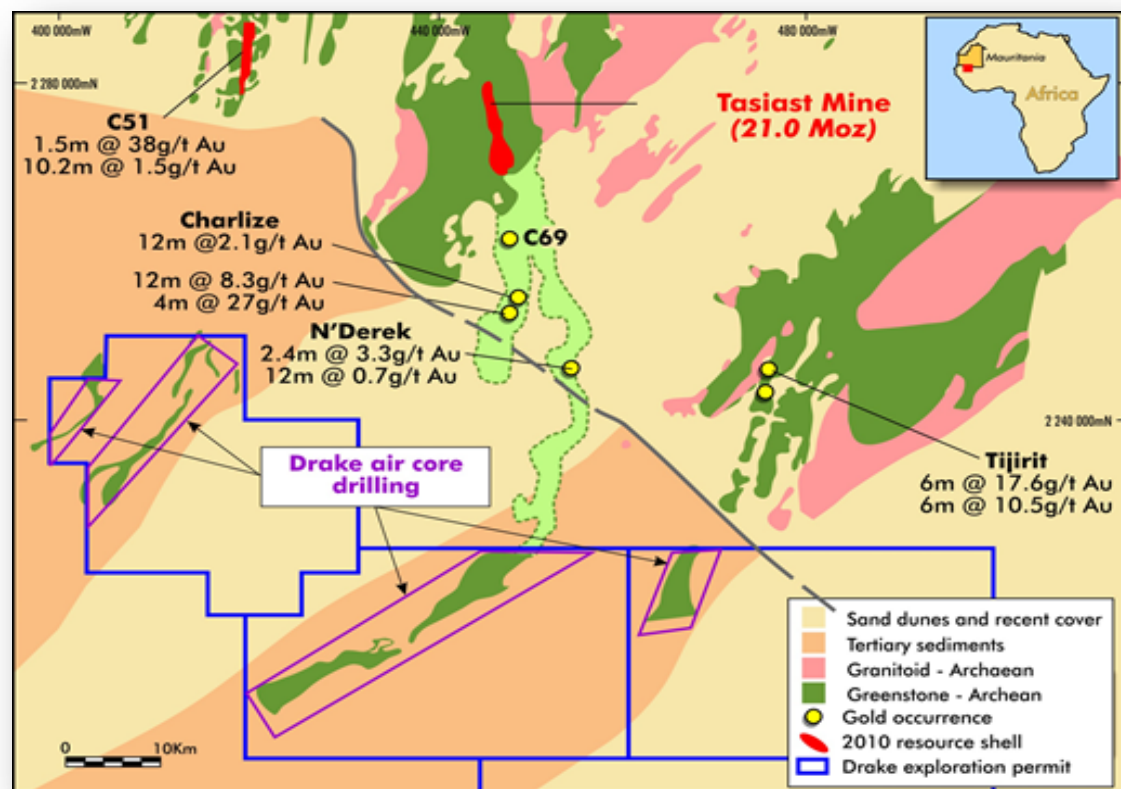 400 000mW
440 000mW
480 000mW
2 280 000mN
Mauritania
Africa
C51
1.5m @ 38g/t Au
10.2m @ 1.5g/t Au
Tasiast Mine
(21.0 Moz)
Charlize
12m @2.1g/t Au
12m @ 8.3g/t Au
4m @ 27g/t Au
C69
N'Derek
2.4m @ 3.3g/t Au
12m @ 0.7g/t Au
2 240 000mN
Tijirit
6m @ 17.6g/t Au
6m @ 10.5g/t Au
Drake air core
drilling
Sand dunes and recent cover
Tertiary sediments
Granitoid - Archaean
Greenstone - Archean
Gold occurrence
2010 resource shell
Drake exploration permit
0 10Km